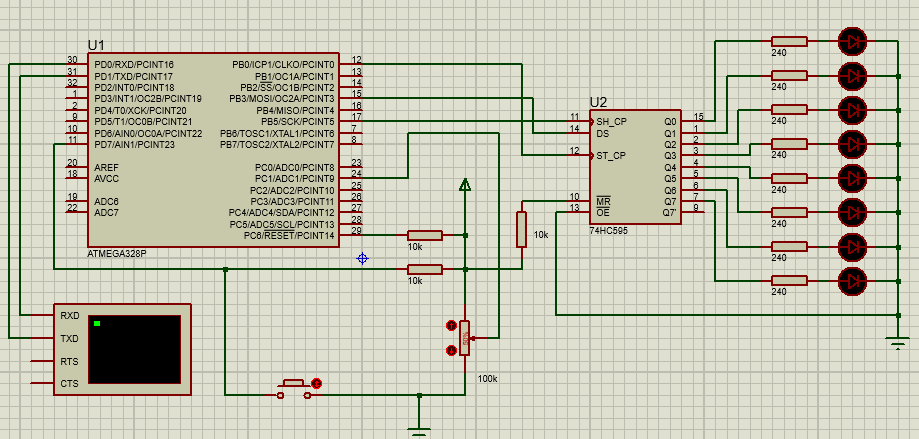 U1
30 PD0/RXD/PCINT16 PB0/ICP1/CLKO/PCINT0 12
31 PD1/TXD/PCINT17 PB1/OC1A/PCINT1 13
32 PD2/INT0/PCINT18 PB2/SS/OC1B/PCINT2 14
1 PD3/INT1/OC2B/PCINT19 PB3/MOSI/OC2A/PCINT3 15
2 PD4/T0/XCK/PCINT20 PB4/MISO/PCINT4 16
9 PD5/T1/OC0B/PCINT21 PB5/SCK/PCINT5 17
10 PD6/AIN0/OC0A/PCINT22 PB6/TOSC1/XTAL1/PCINT6 7
11 PD7/AIN1/PCINT23 PB7/TOSC2/XTAL2/PCINT7 8
20 AREF PC0/ADC0/PCINT8 23
18 AVCC PC1/ADC1/PCINT9 24
PC2/ADC2/PCINT10 25
19 ADC6 PC3/ADC3/PCINT11 26
22 ADC7 PC4/ADC4/SDA/PCINT12 27
PC5/ADC5/SCL/PCINT13 28
PC6/RESET/PCINT14 29
ATMEGA328P
10k
10k
10k
RXD
TXD
RTS
CTS
50%
100k
U2
11 SH_CP Q0 15
14 DS Q1 1
Q2 2
12 ST_CP Q3 3
Q4 4
Q5 5
Q6 6
10 MR Q7 7
13 OE Q7' 9
74HC595
240
240
240
240
240
240
240
240